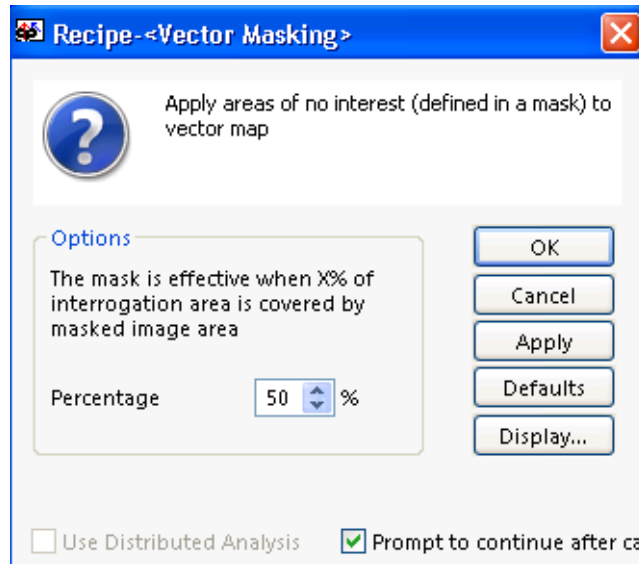 Recipe-<Vector Masking>
Apply areas of no interest (defined in a mask) to
vector map
Options
The mask is effective when X% of
interrogation area is covered by
masked image area
Percentage
50 %
OK
Cancel
Apply
Defaults
Display...
Use Distributed Analysis
Prompt to continue after ca